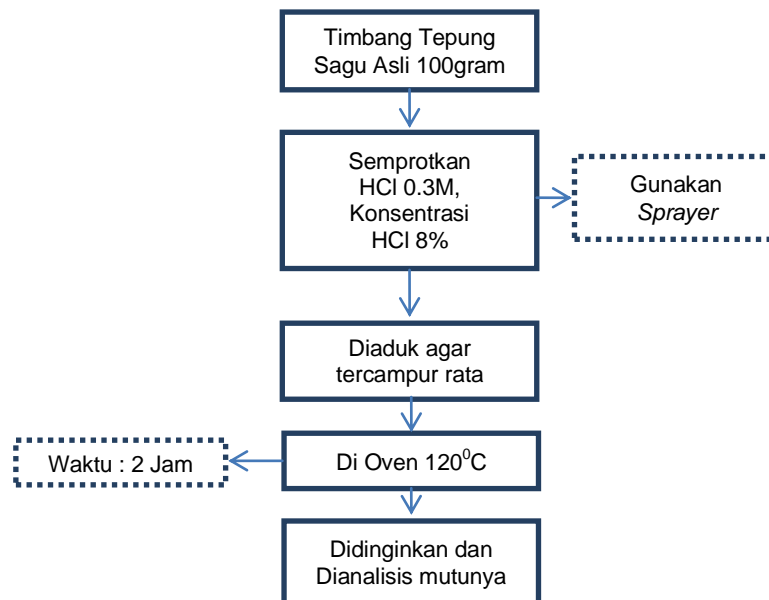 Timbang Tepung
Sagu Asli 100gram
Semprotkan
HCl 0.3M,
Konsentrasi
HCl 8%
Gunakan
Sprayer
Diaduk agar
tercampur rata
Waktu : 2 Jam
Di Oven 120⁰C
Didinginkan dan
Dianalisis mutunya